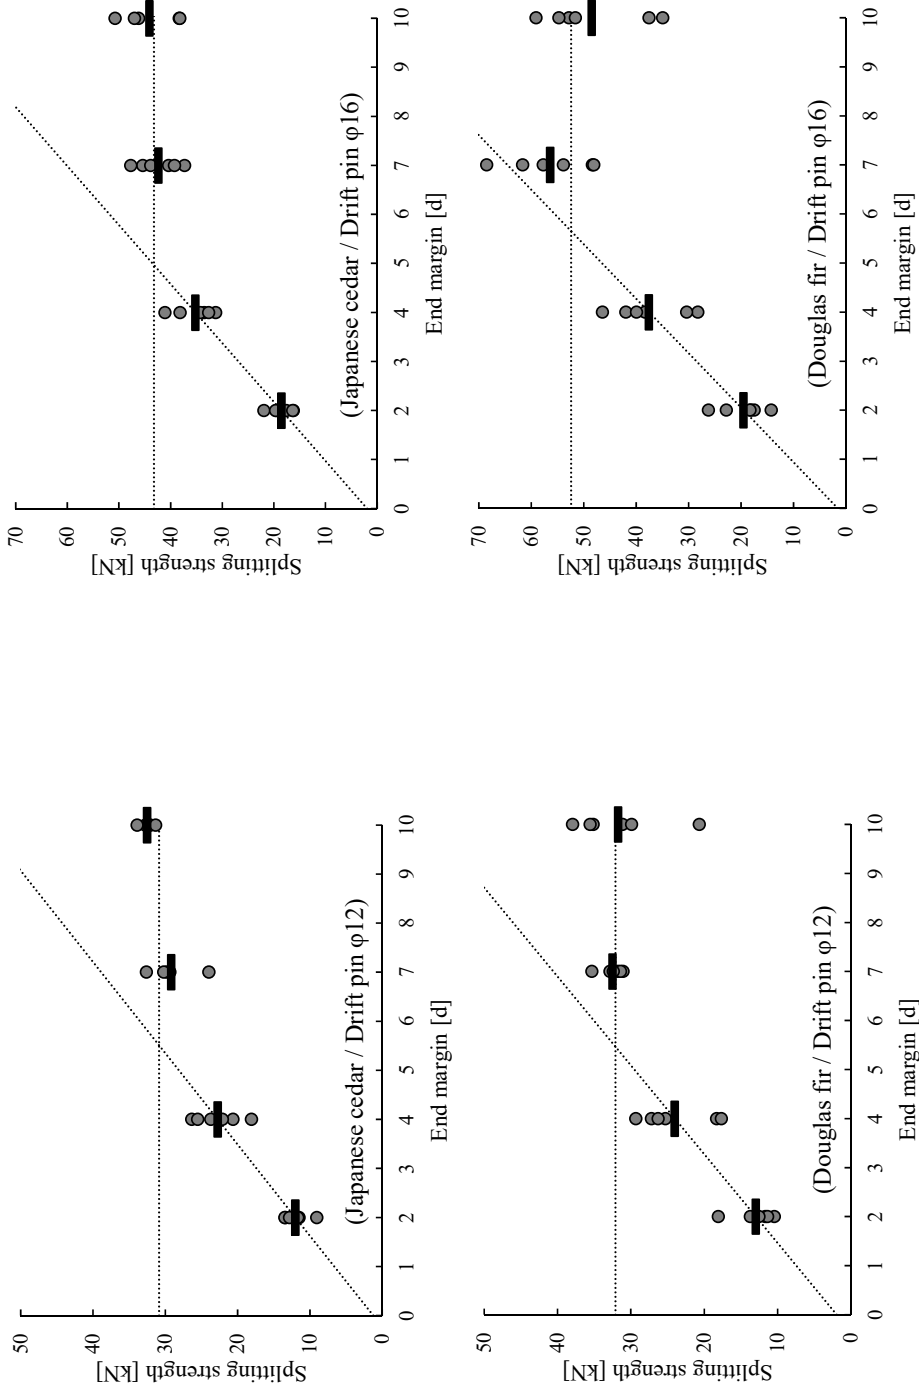 Splitting strength [kN]
50
40
30
20
10
0
0 1 2 3 4 5 6 7 8 9 10
(Japanese cedar / Drift pin φ12)
End margin [d]
Splitting strength [kN]
70
60
50
40
30
20
10
0
0 1 2 3 4 5 6 7 8 9 10
(Japanese cedar / Drift pin φ16)
End margin [d]
Splitting strength [kN]
50
40
30
20
10
0
0 1 2 3 4 5 6 7 8 9 10
(Douglas fir / Drift pin φ12)
End margin [d]
Splitting strength [kN]
70
60
50
40
30
20
10
0
0 1 2 3 4 5 6 7 8 9 10
(Douglas fir / Drift pin φ16)
End margin [d]